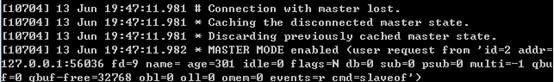 [10704] 13 Jun 19:47:11.981 # Connection with master lost.
[10704] 13 Jun 19:47:11.981 * Caching the disconnected master state.
[10704] 13 Jun 19:47:11.981 * Discarding previously cached master state.
[10704] 13 Jun 19:47:11.982 * MASTER MODE enabled (user request from 'id=2 addr=
127.0.0.1:56036 fd=9 name= age=301 idle=0 flags=N db=0 sub=0 psub=0 multi=-1 qbu
f=0 qbuf-free=32768 obl=0 oll=0 omem=0 events=r cmd=slaveof')